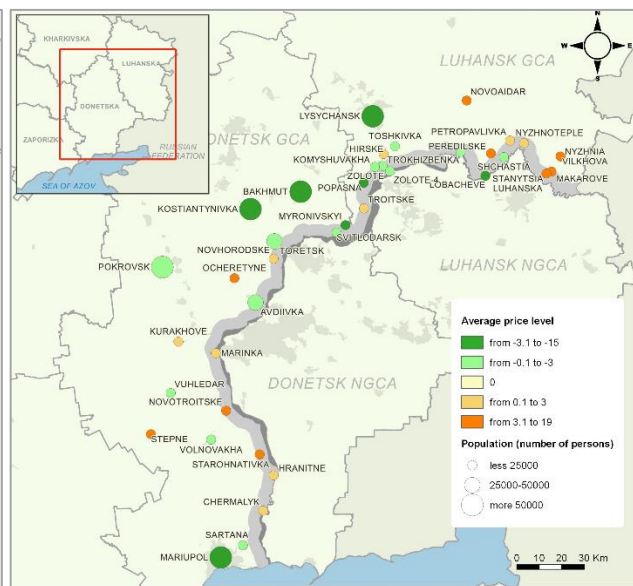 KHARKIVSKA
LUHANSKA
DONETSKA
ZAPORIZKA
RUSSIAN
FEDERATION
SEA OF AZOV
N
W
E
S
LUHANSK GCA
NOVOAIDAR
LYSYCHANSK
TOSHKIVKA
PETROPAVLIVKA
NYZHNOTEPLE
DONETSK GCA
HIRSKE
PEREDILSKE
NYZHNIA
VILKHOVA
KOMYSHUVAKHA
TROKHIZBENKA
SHCHASTIA
ZOLOTE
ZOLOTE 4
LOBACHEVE
STANYTSIA
LUHANSKA
MAKAROVE
BAKHMUT
POPASNA
KOSTIANTYNIVKA
MYRONIVSKYI
TROITSKE
SVITLODARSK
NOVHORODSKE
TORETSK
LUHANSK NGCA
POKROVSK
OCHERETYNE
AVDIIVKA
KURAKHOVE
MARINKA
VUHLEDAR
DONETSK NGCA
NOVOTROITSKE
STEPNE
VOLNOVAKHA
STAROHNATIVKA
HRANITNE
CHERMALYK
SARTANA
MARIUPOL
Average price level
from -3.1 to -15
from -0.1 to -3
0
from 0.1 to 3
from 3.1 to 19
Population (number of persons)
less 25000
25000-50000
more 50000
0 10 20 30 Km